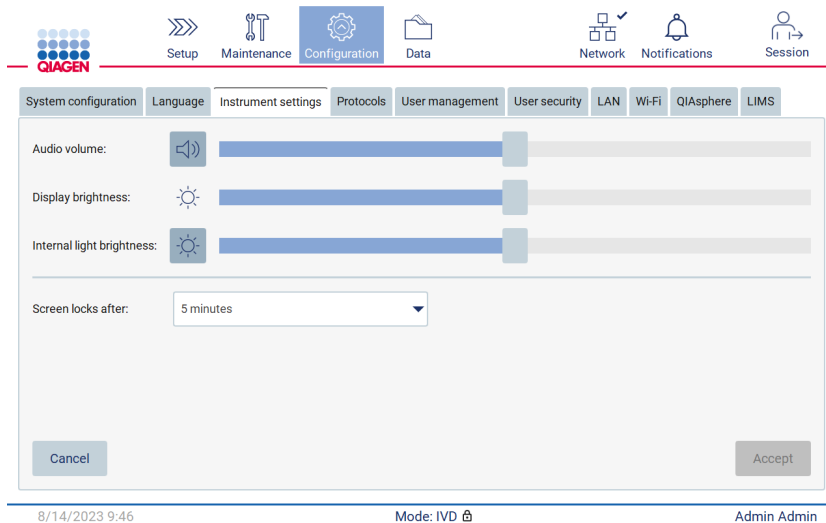 Setup Maintenance Configuration Data Network Notifications Session
QIAGEN
System configuration Language Instrument settings Protocols User management User security LAN Wi-Fi QIAsphere LIMS
Audio volume:
Display brightness:
Internal light brightness:
Screen locks after: 5 minutes
Cancel Accept
8/14/2023 9:46 Mode: IVD Admin Admin